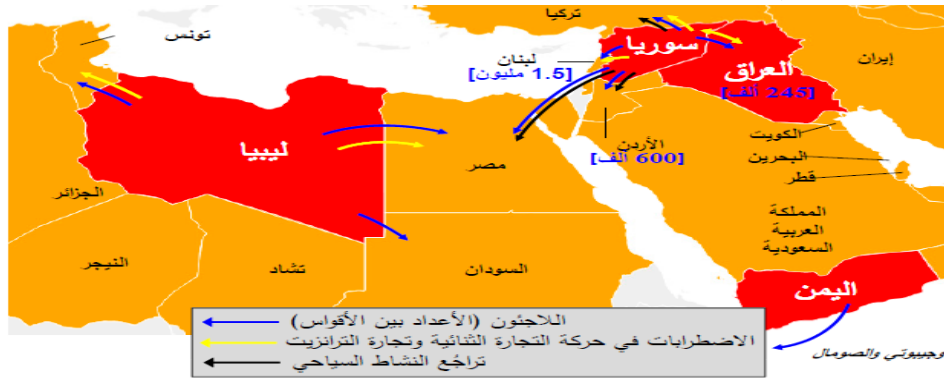 تونس
تركيا
سوريا
لبنان
[1.5 مليون]
العراق
[245 ألف]
إيران
ليبيا
مصر
الأردن
[600 ألف]
الكويت
البحرين
قطر
الجزائر
المملكة
العربية
السعودية
النيجر
تشاد
السودان
اليمن
اللاجئون (الأعداد بين الأقواس)
الاضطرابات في حركة التجارة الثنائية وتجارة الترانزيت
تراجُع النشاط السياحي
وجيبوتي والصومال